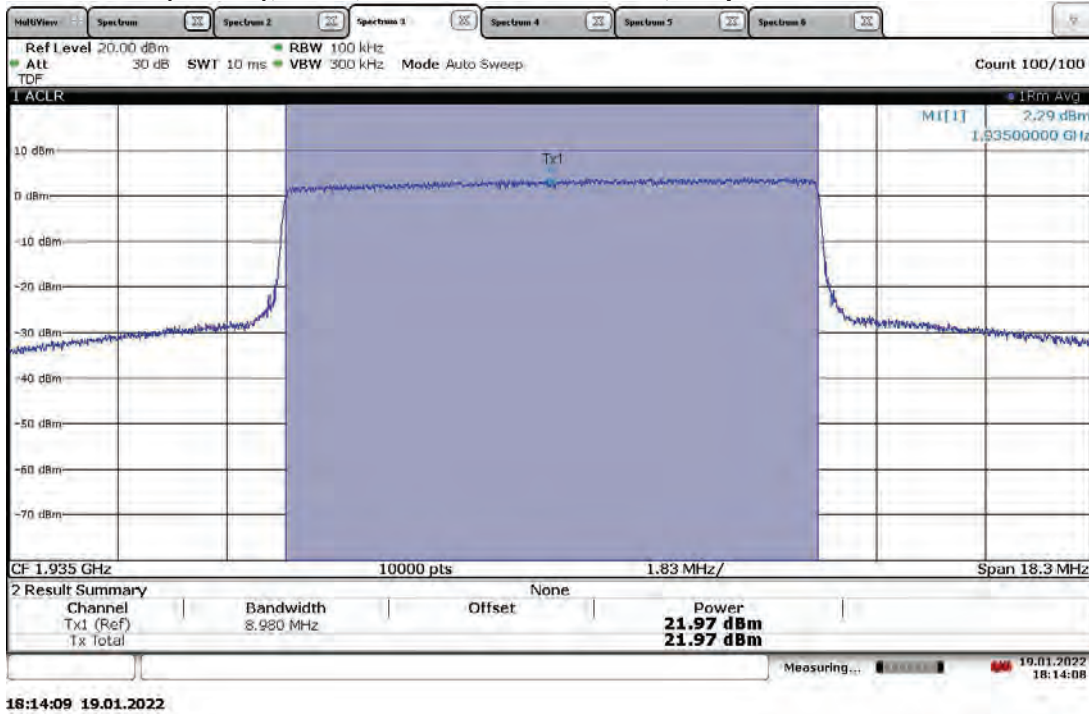 MultiView Spectrum Spectrum 2 Spectrum 3 Spectrum 4 Spectrum 5 Spectrum 6
Ref Level 20.00 dBm RBW 100 kHz
Att 30 dB SWT 10 ms VBW 300 kHz Mode Auto Sweep Count 100/100
TDF
1 ACLR 1Rm Avg
M1[1] 2.29 dBm
1.93500000 GHz
10 dBm
Tx1
0 dBm
-10 dBm
-20 dBm
-30 dBm
-40 dBm
-50 dBm
-60 dBm
-70 dBm
CF 1.935 GHz 10000 pts 1.83 MHz/ Span 18.3 MHz
2 Result Summary None
Channel Bandwidth Offset Power
Tx1 (Ref) 8.980 MHz 21.97 dBm
Tx Total 21.97 dBm
Measuring... 19.01.2022
18:14:08
18:14:09 19.01.2022